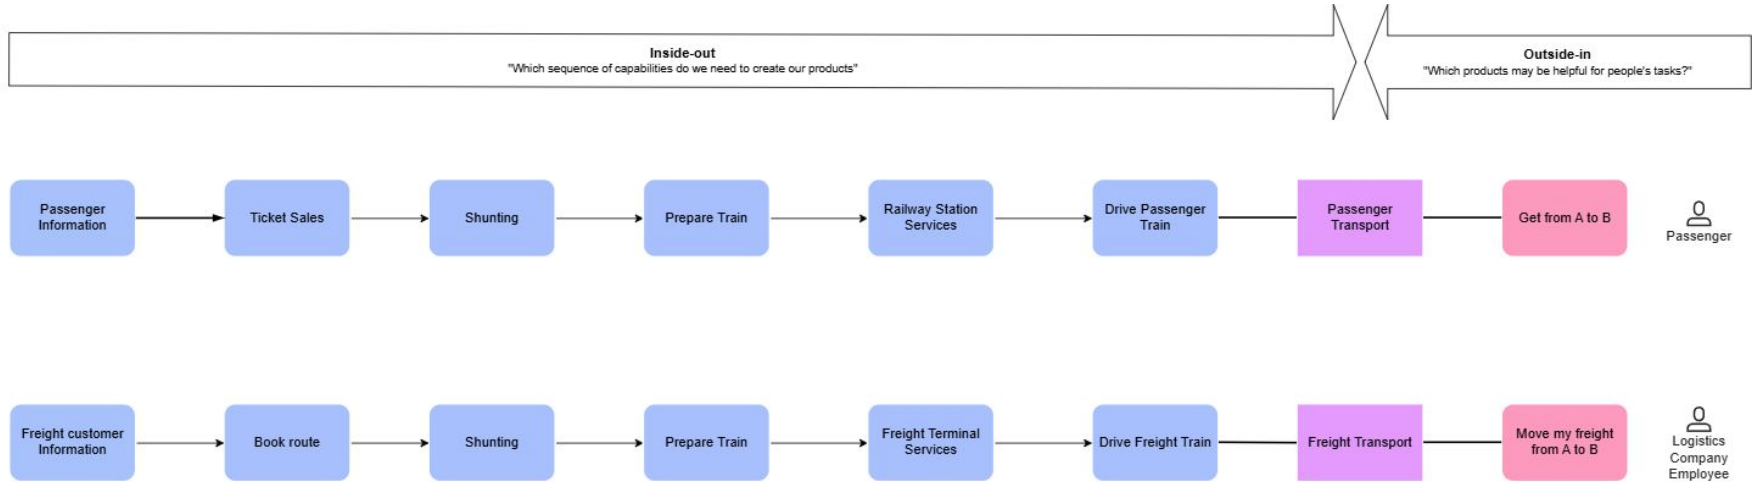 Inside-out
"Which sequence of capabilities do we need to create our products"
Outside-in
"Which products may be helpful for people's tasks?"
Passenger
Information
Ticket Sales
Shunting
Prepare Train
Railway Station
Services
Drive Passenger
Train
Passenger
Transport
Get from A to B
Passenger
Freight customer
Information
Book route
Shunting
Prepare Train
Freight Terminal
Services
Drive Freight Train
Freight Transport
Move my freight
from A to B
Logistics
Company
Employee